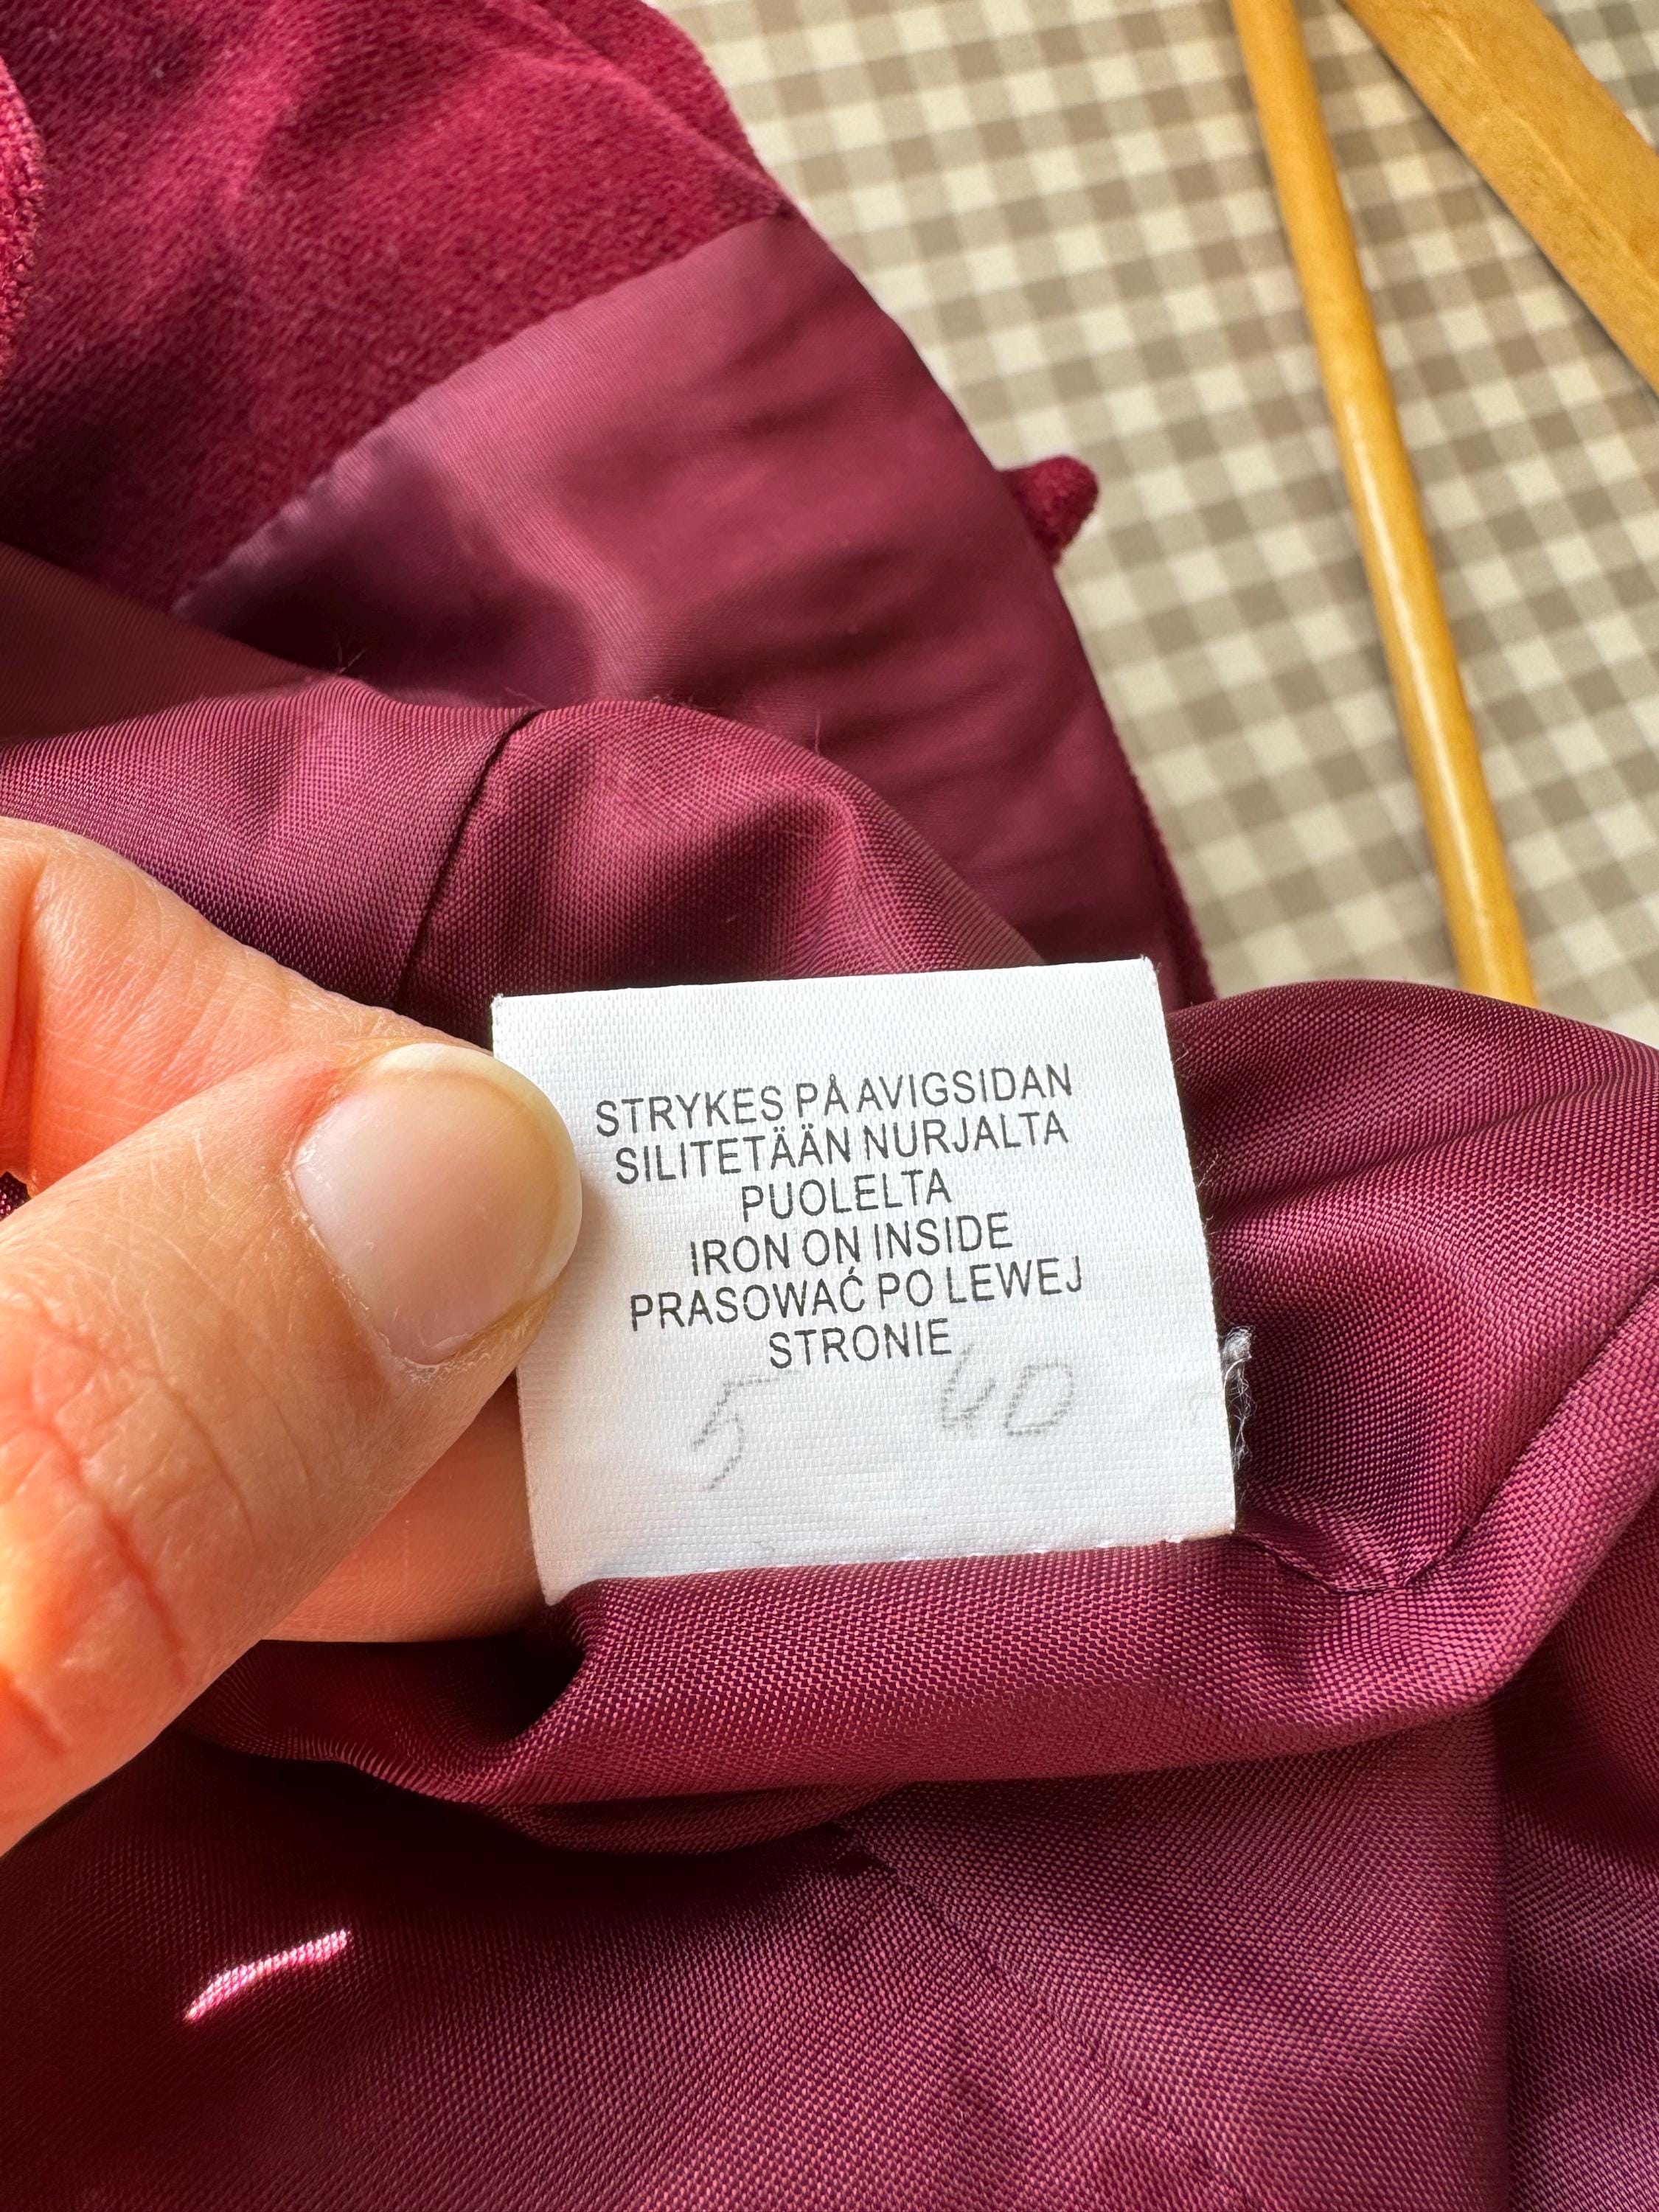 STRYKES PÅ AVIGSIDAN
SILITETÄÄN NURJALTA
PUOLELTA
IRON ON INSIDE
PRASOWAĆ PO LEWEJ
STRONIE
5 40